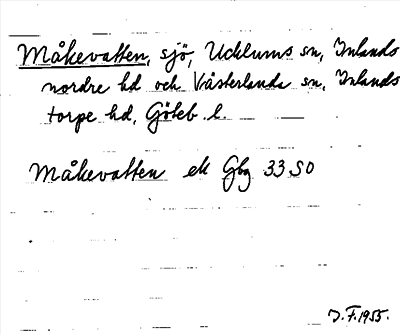 Måkevatten, sjö, Ucklums sn, Inlands
nordre hd och Västerlanda sn, Inlands
torpe hd, Göteb. l.
Måkevatten ek Gbg 33 SO
J.F. 1955.